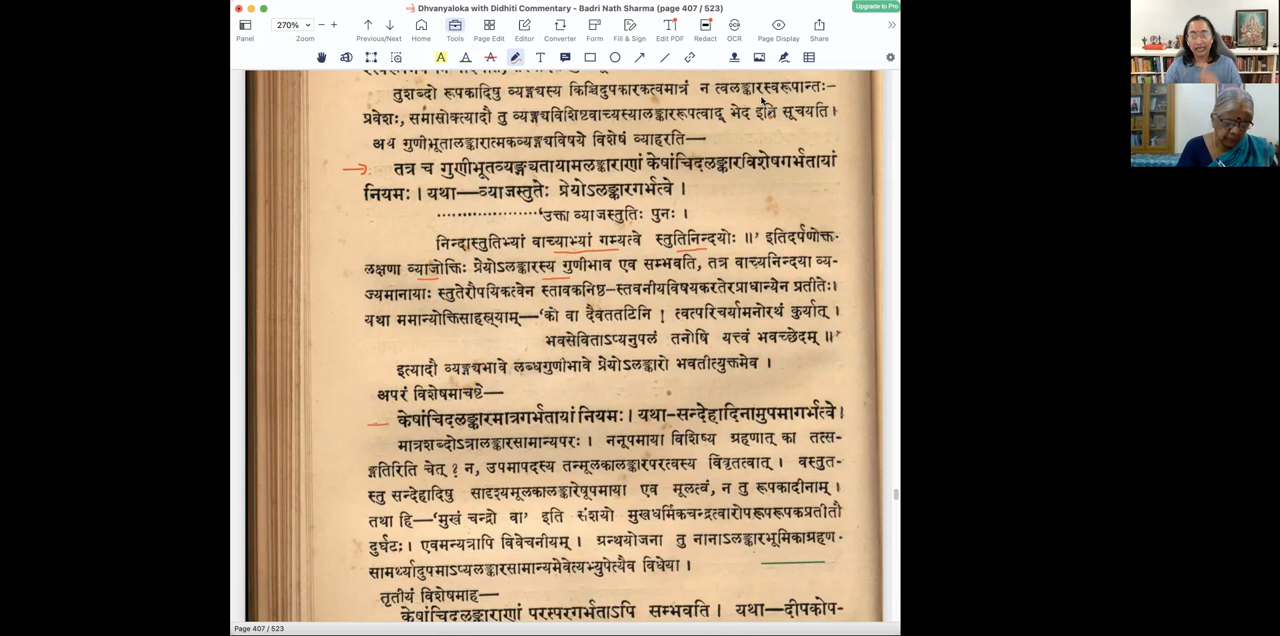 Dhvanyaloka with Didhiti Commentary - Badri Nath Sharma (page 407 / 523)
Upgrade to Pro
270%
Panel Zoom Previous/Next Home Tools Page Edit Editor Converter Form Fill & Sign Edit PDF Redact OCR Page Display Share
तुशब्दो रूपकादिषु व्यङ्ग्यस्य किञ्चिदुपकारकत्वमात्रं न त्वलङ्कारस्वरूपान्तः-
प्रवेशः, समासोक्त्यादौ तु व्यङ्ग्यविशिष्टवाच्यस्यालङ्काररूपत्वाद् भेद इति सूचयति।
अथ गुणीभूतालङ्कारात्मकव्यङ्ग्यविषये विशेषं व्याहरति—
तत्र च गुणीभूतव्यङ्ग्यतायामलङ्काराणां केषांचिदलङ्कारविशेषगर्भतायां
नियमः। यथा—व्याजस्तुतेः प्रेयोऽलङ्कारगर्भत्वे।
····················'उक्ता व्याजस्तुतिः पुनः।
निन्दास्तुतिभ्यां वाच्याभ्यां गम्यत्वे स्तुतिनिन्दयोः॥' इतिदर्पणोक्त-
लक्षणा व्याजोक्तिः प्रेयोऽलङ्कारस्य गुणीभाव एव सम्भवति, तत्र वाच्यनिन्दया व्य-
ज्यमानायाः स्तुतेरौपयिकत्वेन स्तावकनिष्ठ-स्तवनीयविषयकरतेरप्राधान्येन प्रतीतेः।
यथा ममान्योक्तिसाहस्र्याम्—'को वा दैवततटिनि! त्वत्परिचर्यामनोरथं कुर्यात्।
भवसेविताऽप्यनुपलं तनोषि यत्त्वं भवच्छेदम्॥'
इत्यादौ व्यङ्ग्यभावे लब्धगुणीभावे प्रेयोऽलङ्कारो भवतीत्युक्तमेव।
अपरं विशेषमाचष्टे—
केषांचिदलङ्कारमात्रगर्भतायां नियमः। यथा-सन्देहादिनामुपमागर्भत्वे।
मात्रशब्दोऽत्रालङ्कारसामान्यपरः। ननूपमाया विशिष्य ग्रहणात् का तत्स-
ङ्गतिरिति चेत्? न, उपमापदस्य तन्मूलकालङ्कारपरत्वस्य विवृतत्वात्। वस्तुत-
स्तु सन्देहादिषु सादृश्यमूलकालङ्कारेषूपमाया एव मूलत्वं, न तु रूपकादीनाम्।
तथा हि—'मुखं चन्द्रो वा' इति संशयो मुखधर्मिकचन्द्रत्वारोपरूपरूपकप्रतीतौ
दुर्घटः। एवमन्यत्रापि विवेचनीयम्। ग्रन्थयोजना तु नानाऽलङ्कारभूमिकाग्रहण-
सामर्थ्यादुपमाऽप्यलङ्कारसामान्यमेवेत्यभ्युपेत्यैव विधेया।
तृतीयं विशेषमाह—
केषांचिदलङ्काराणां परस्परगर्भताऽपि सम्भवति। यथा—दीपकोप-
Page 407 / 523